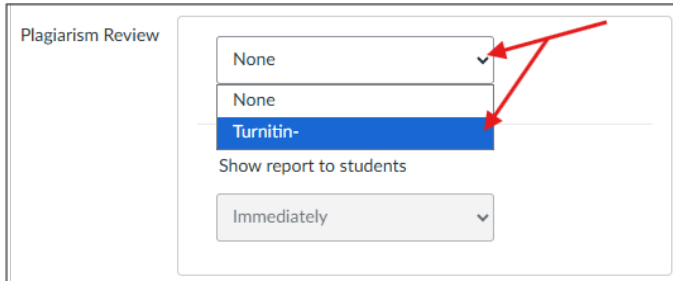 Plagiarism Review
None
None
Turnitin-
Show report to students
Immediately